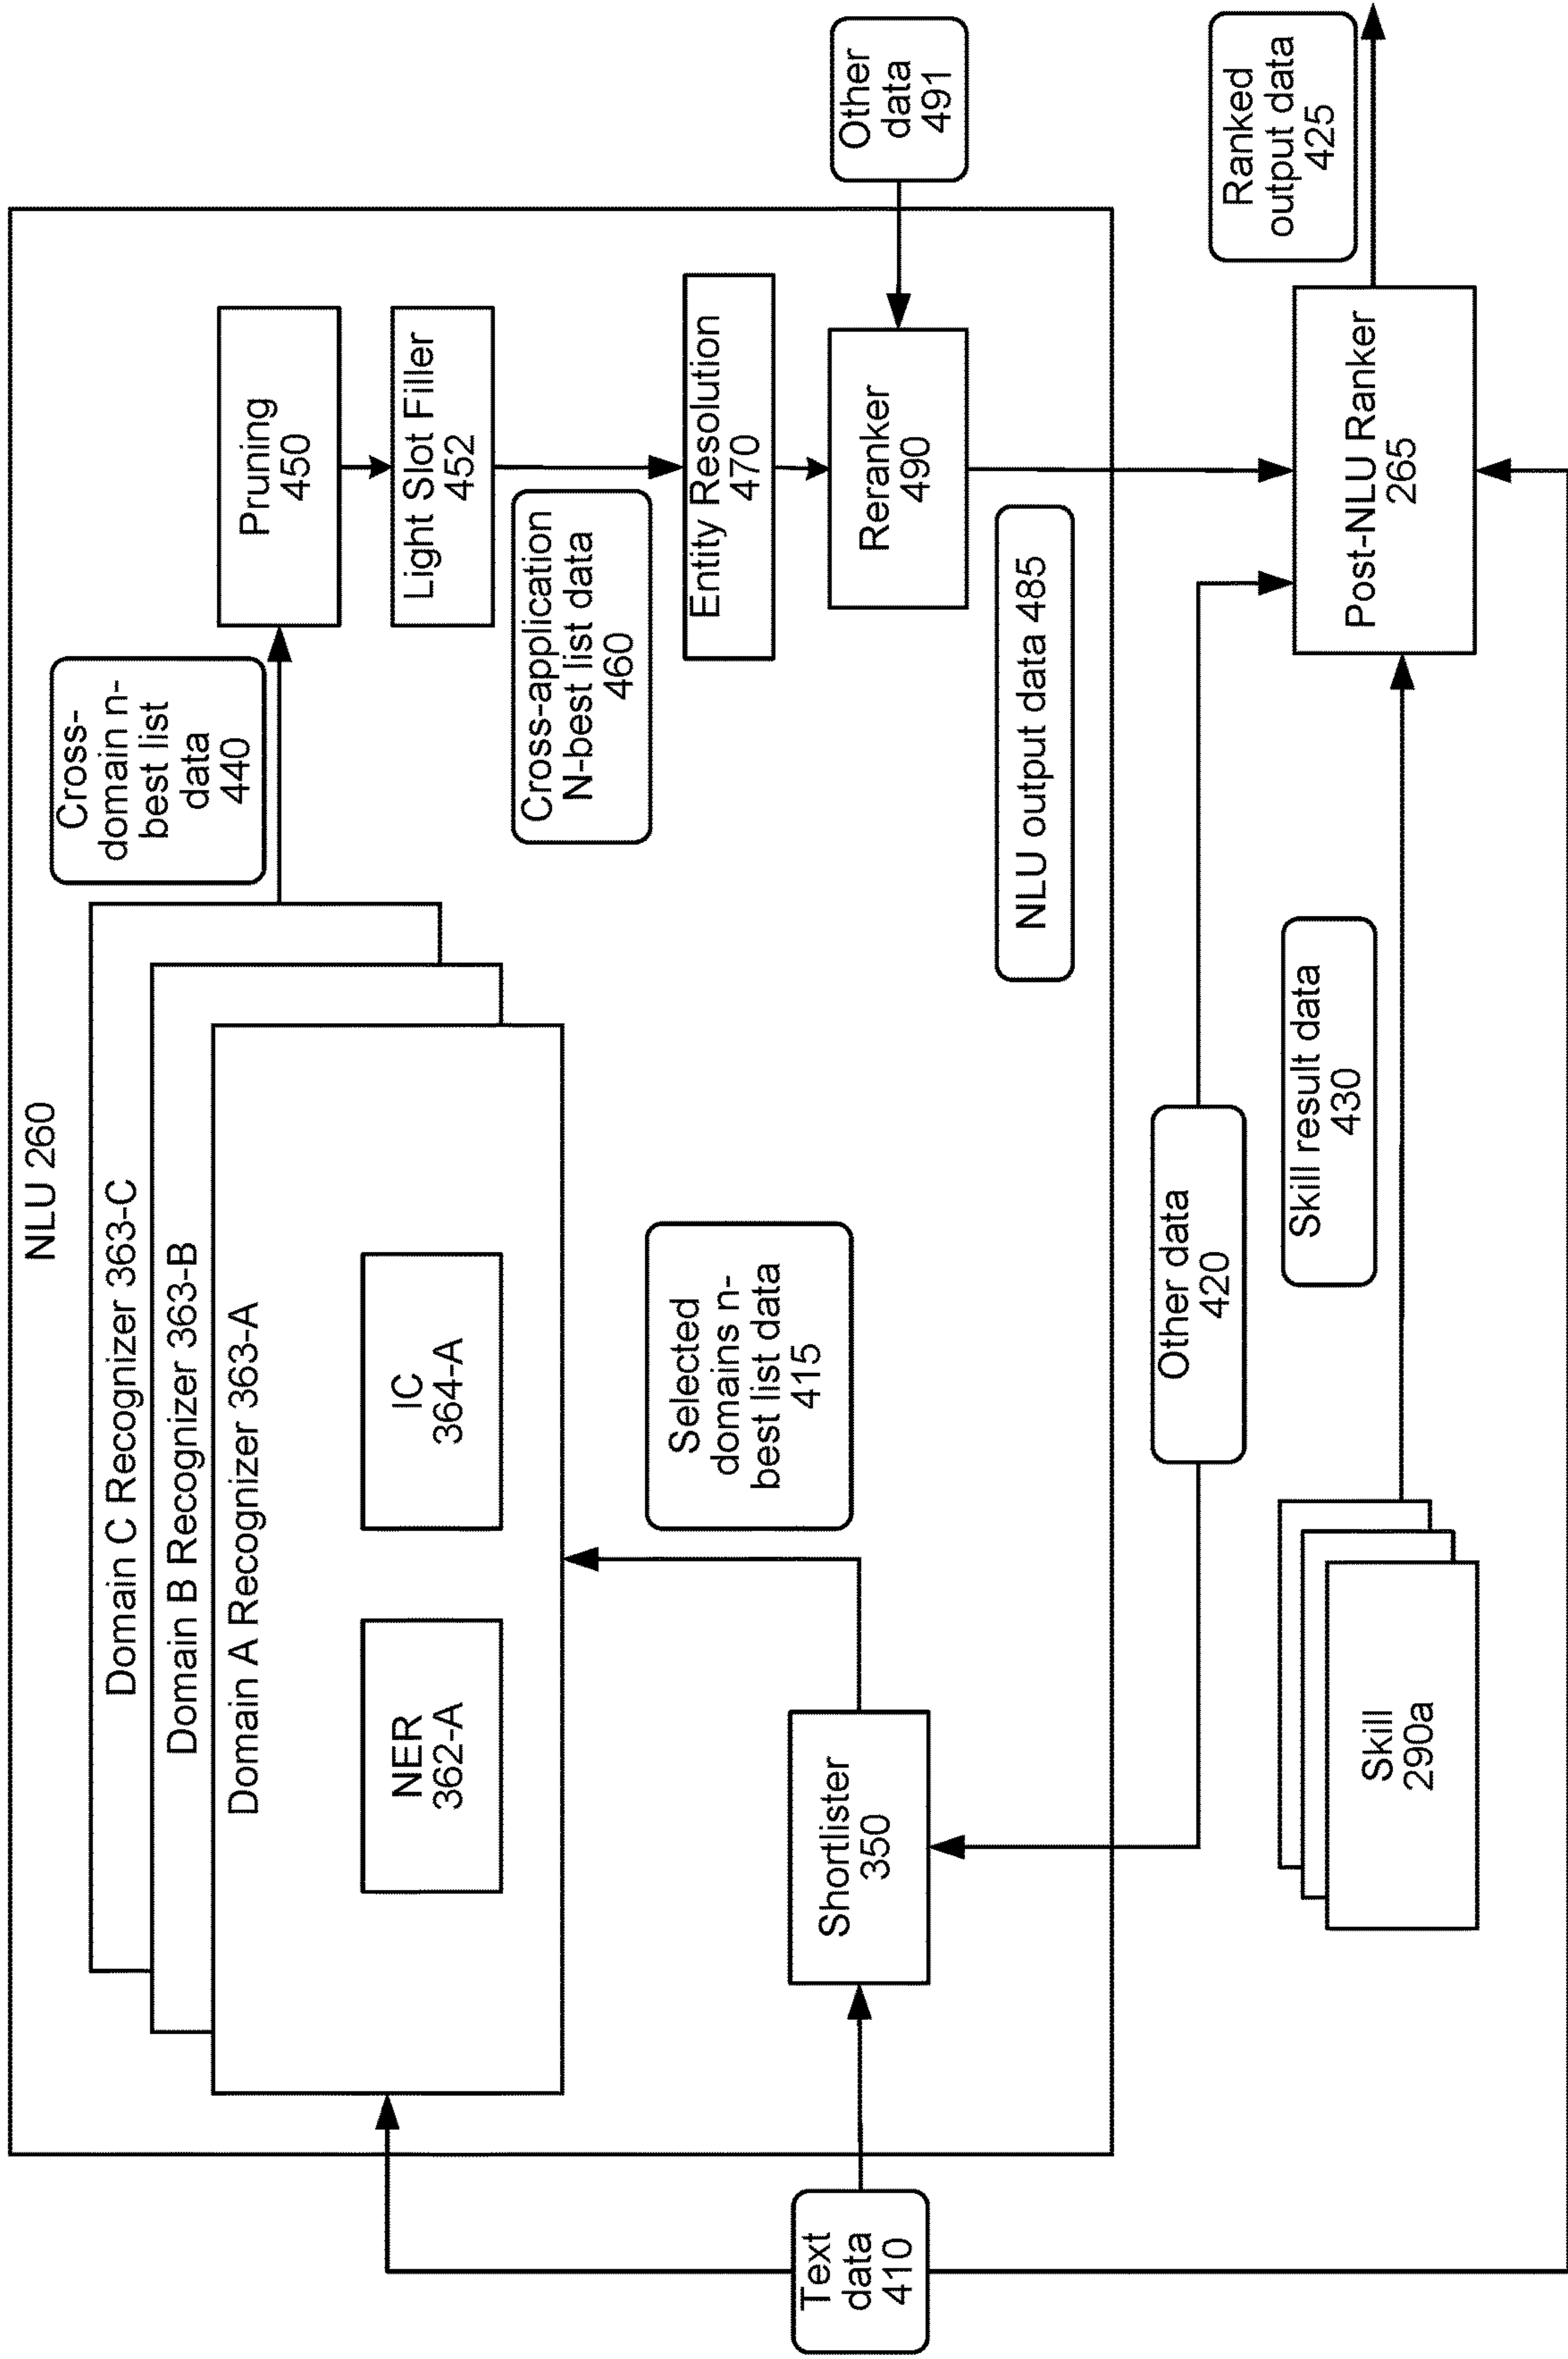 NLU 260
Domain C Recognizer 363-C
Domain B Recognizer 363-B
Domain A Recognizer 363-A
NER
362-A
IC
364-A
Cross-
domain n-
best list
data
440
Pruning
450
Light Slot Filler
452
Cross-application
N-best list data
460
Entity Resolution
470
Reranker
490
Other
data
491
NLU output data 485
Selected
domains n-
best list data
415
Shortlister
350
Text
data
410
Other data
420
Skill result data
430
Skill
290a
Post-NLU Ranker
265
Ranked
output data
425